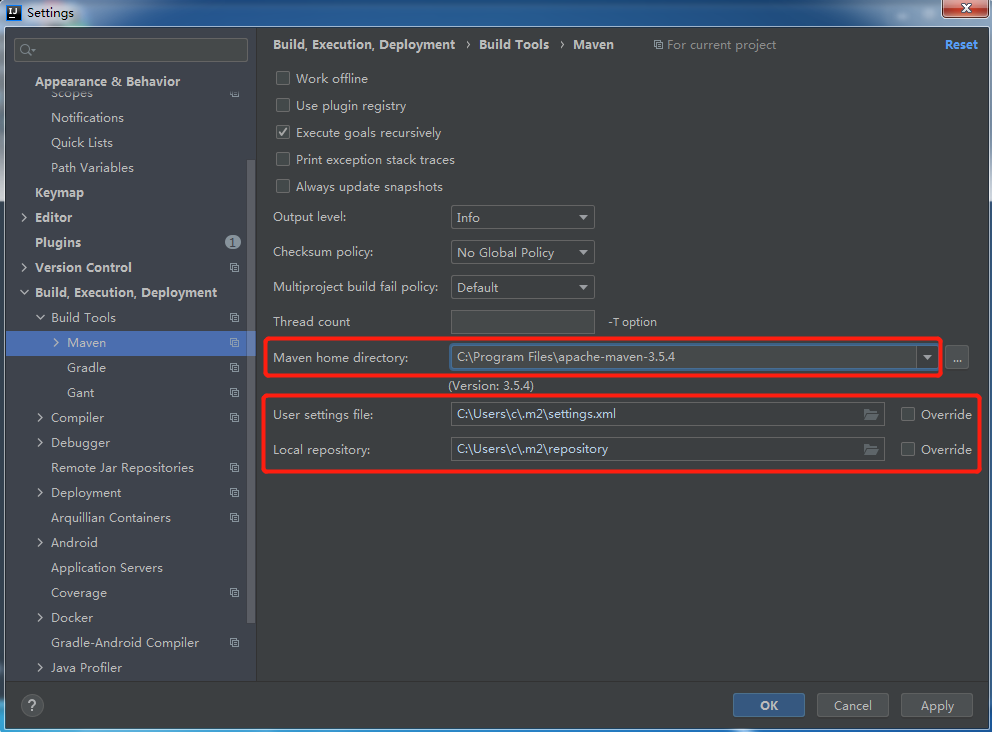 Settings
Appearance & Behavior
Scopes
Notifications
Quick Lists
Path Variables
Keymap
Editor
Plugins 1
Version Control
Build, Execution, Deployment
Build Tools
Maven
Gradle
Gant
Compiler
Debugger
Remote Jar Repositories
Deployment
Arquillian Containers
Android
Application Servers
Coverage
Docker
Gradle-Android Compiler
Java Profiler
?
Build, Execution, Deployment › Build Tools › Maven For current project Reset
Work offline
Use plugin registry
Execute goals recursively
Print exception stack traces
Always update snapshots
Output level: Info
Checksum policy: No Global Policy
Multiproject build fail policy: Default
Thread count -T option
Maven home directory: C:\Program Files\apache-maven-3.5.4 ...
(Version: 3.5.4)
User settings file: C:\Users\c\.m2\settings.xml Override
Local repository: C:\Users\c\.m2\repository Override
OK Cancel Apply